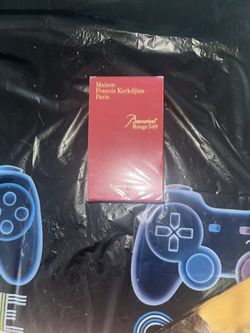 Maison
Francis Kurkdjian
Paris
Baccarat
Rouge 540